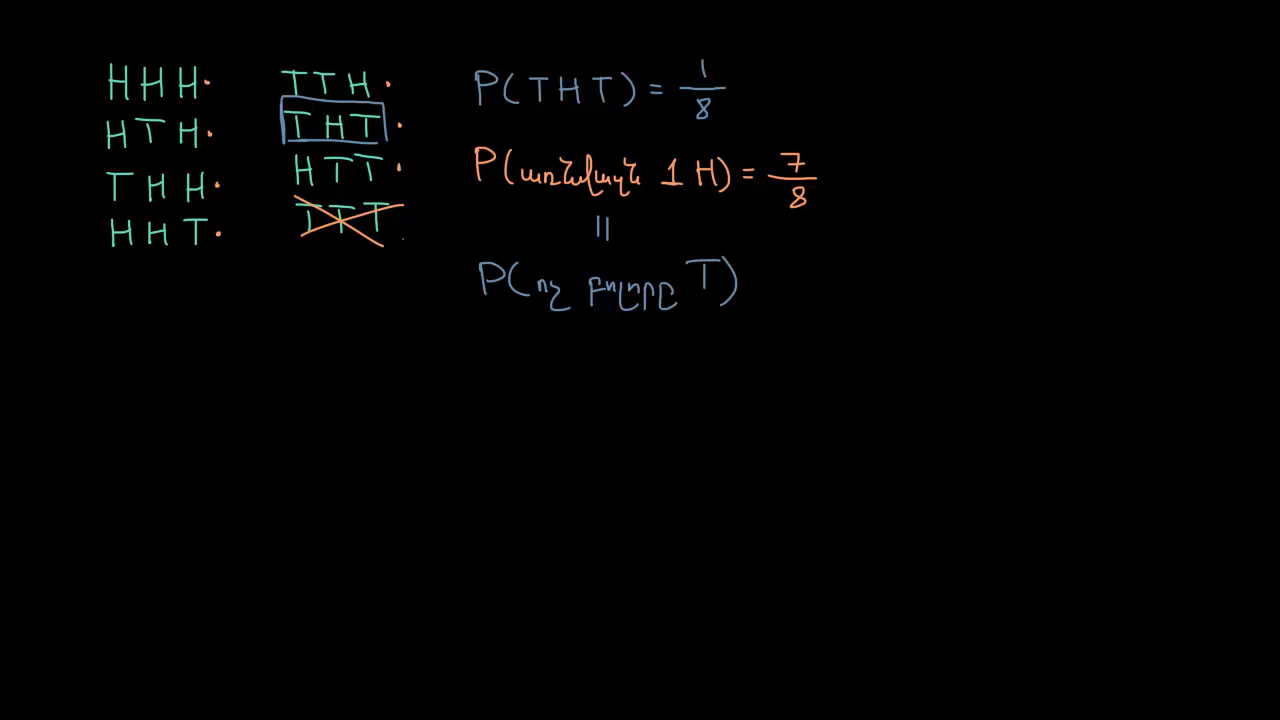 HHH
HTH
THH
HHT
TTH
THT
HTT
TTT
P(THT) = 1/8
P(առնվազն 1 H) = 7/8
||
P(ոչ բոլորը T)